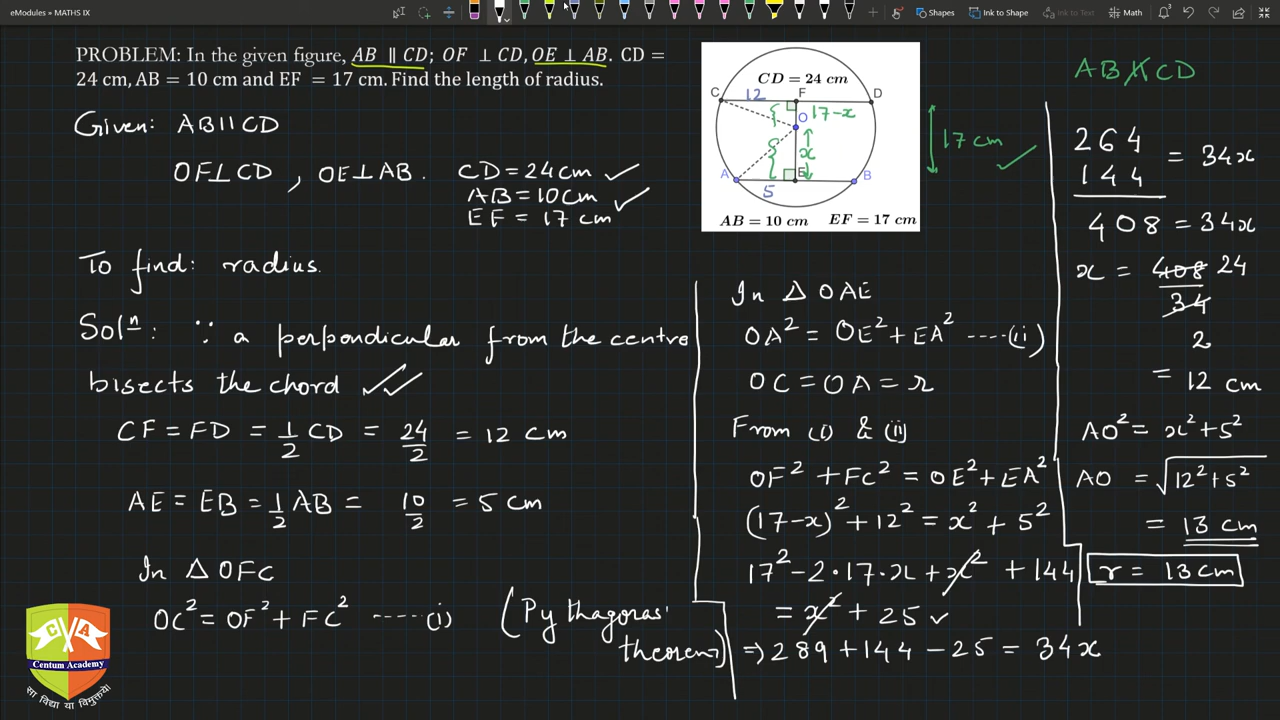 eModules » MATHS IX
Shapes
Ink to Shape
Ink to Text
Math
PROBLEM: In the given figure, AB ∥ CD; OF ⊥ CD, OE ⊥ AB. CD =
24 cm, AB = 10 cm and EF = 17 cm. Find the length of radius.
Given: AB∥CD
OF⊥CD , OE⊥AB. CD = 24cm ✓
AB = 10cm
EF = 17 cm ✓
To find: radius.
Solⁿ: ∵ a perpendicular from the centre
bisects the chord ✓✓
CF = FD = 1/2 CD = 24/2 = 12 cm
AE = EB = 1/2 AB = 10/2 = 5 cm
In △ OFC
OC² = OF² + FC² ----- (i) (Pythagoras'
theorem)
CD = 24 cm
C 12 F D
O 17-x
x
A 5 E B
AB = 10 cm EF = 17 cm
17 cm ✓
In △ OAE
OA² = OE² + EA² ---- (ii)
OC = OA = r
From (i) & (ii)
OF² + FC² = OE² + EA²
(17-x)² + 12² = x² + 5²
17² - 2·17·x + x² + 144
= x² + 25 ✓
⇒ 289 + 144 - 25 = 34x
AB ∦ CD
264
144 = 34x
408 = 34x
x = 408 24
34
2
= 12 cm
AO² = x² + 5²
AO = √12² + 5²
= 13 cm
r = 13 cm
CA
Centum Academy
सा विद्या या विमुक्तये